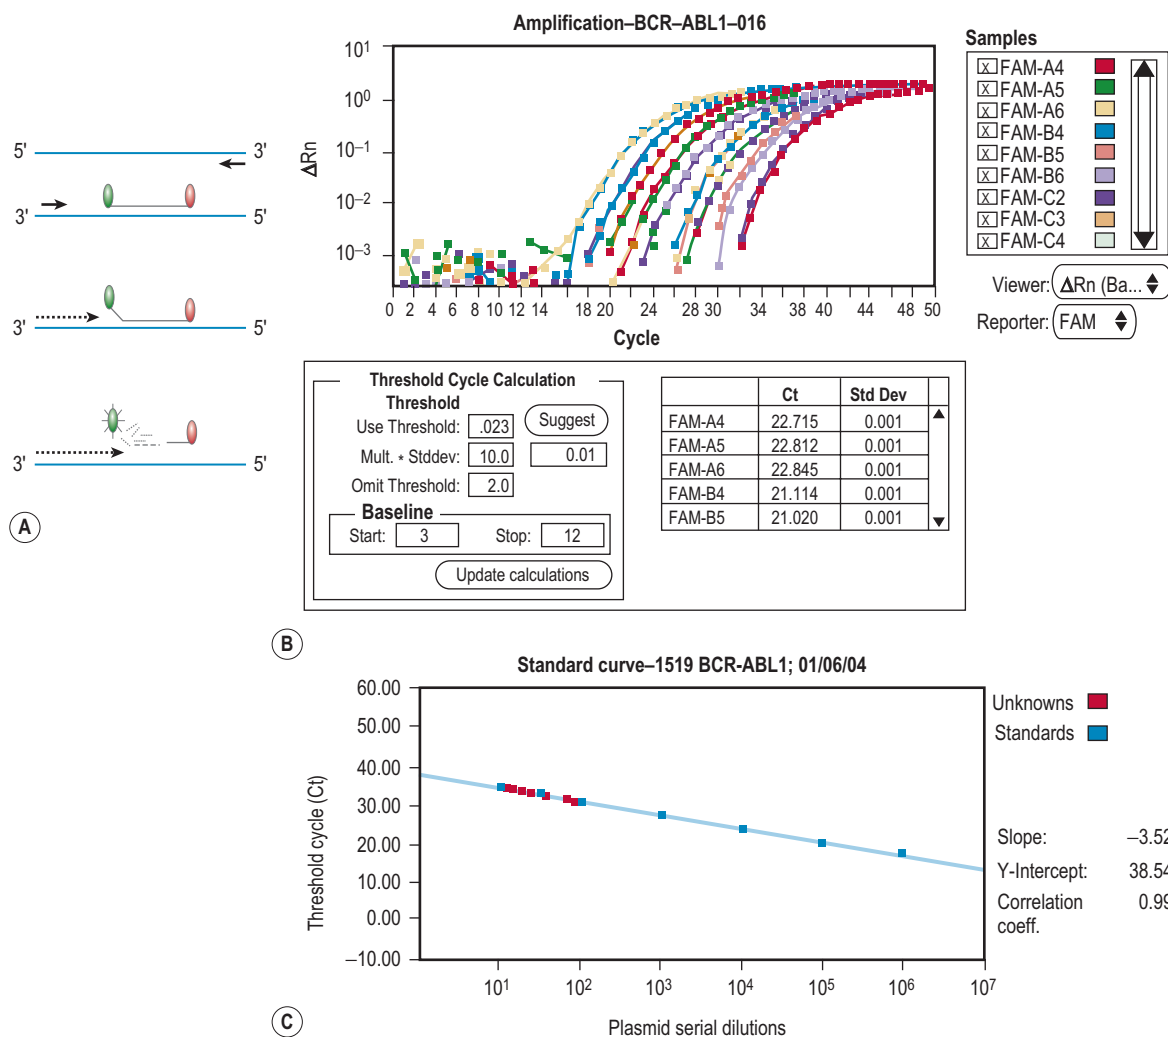 5' 3'
3' 5'
3' 5'
3' 5'
A
Amplification–BCR–ABL1–016
ΔRn
10¹
10⁰
10⁻¹
10⁻²
10⁻³
0 2 4 6 8 10 12 14 18 20 24 28 30 34 38 40 44 48 50
Cycle
Samples
x FAM-A4
x FAM-A5
x FAM-A6
x FAM-B4
x FAM-B5
x FAM-B6
x FAM-C2
x FAM-C3
x FAM-C4
Viewer: ΔRn (Ba...
Reporter: FAM
Threshold Cycle Calculation
Threshold
Use Threshold: .023 Suggest
Mult. * Stddev: 10.0 0.01
Omit Threshold: 2.0
Baseline
Start: 3 Stop: 12
Update calculations
Ct Std Dev
FAM-A4 22.715 0.001
FAM-A5 22.812 0.001
FAM-A6 22.845 0.001
FAM-B4 21.114 0.001
FAM-B5 21.020 0.001
B
Standard curve–1519 BCR-ABL1; 01/06/04
Threshold cycle (Ct)
60.00
50.00
40.00
30.00
20.00
10.00
0.00
–10.00
10¹ 10² 10³ 10⁴ 10⁵ 10⁶ 10⁷
Plasmid serial dilutions
Unknowns
Standards
Slope: –3.52
Y-Intercept: 38.54
Correlation 0.99
coeff.
C